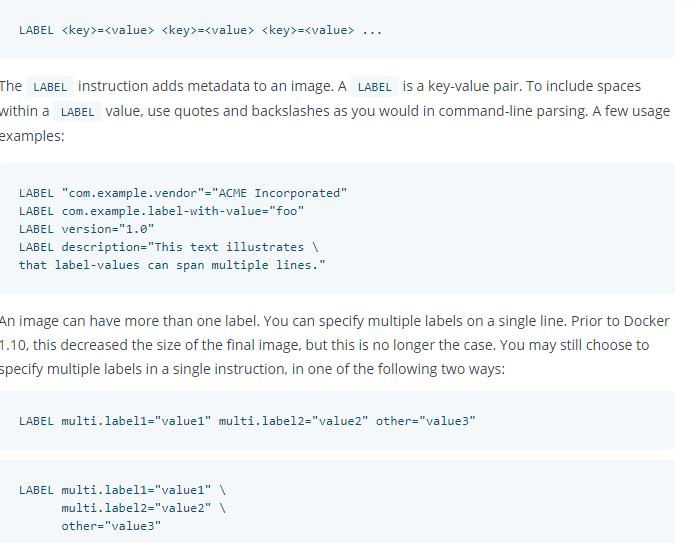 LABEL <key>=<value> <key>=<value> <key>=<value> ...
The LABEL instruction adds metadata to an image. A LABEL is a key-value pair. To include spaces
within a LABEL value, use quotes and backslashes as you would in command-line parsing. A few usage
examples:
LABEL "com.example.vendor"="ACME Incorporated"
LABEL com.example.label-with-value="foo"
LABEL version="1.0"
LABEL description="This text illustrates \
that label-values can span multiple lines."
An image can have more than one label. You can specify multiple labels on a single line. Prior to Docker
1.10, this decreased the size of the final image, but this is no longer the case. You may still choose to
specify multiple labels in a single instruction, in one of the following two ways:
LABEL multi.label1="value1" multi.label2="value2" other="value3"
LABEL multi.label1="value1" \
      multi.label2="value2" \
      other="value3"